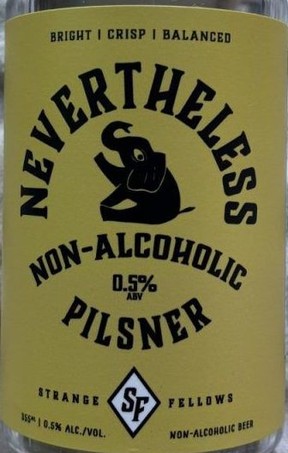 BRIGHT | CRISP | BALANCED
NEVERTHELESS
NON-ALCOHOLIC
0.5%
ABV
PILSNER
STRANGE SF FELLOWS
355ml | 0.5% ALC./VOL. NON-ALCOHOLIC BEER